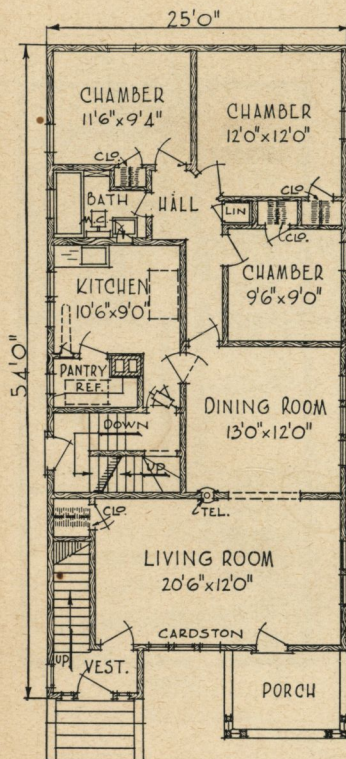 25'0"
CHAMBER
11'6"x9'4"
CHAMBER
12'0"x12'0"
CLO.
BATH
HALL
CLO.
LIN
CLO.
KITCHEN
10'6"x9'0"
CHAMBER
9'6"x9'0"
54'0"
PANTRY
REF.
DINING ROOM
13'0"x12'0"
DOWN
UP
CLO.
TEL.
LIVING ROOM
20'6"x12'0"
CARDSTON
UP
VEST.
PORCH